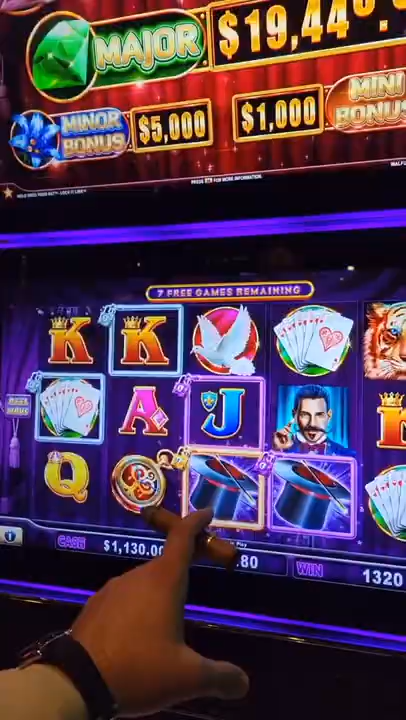 MAJOR
$19,44
MINOR
BONUS
$5,000
$1,000
MINI
BONUS
7 FREE GAMES REMAINING
K
K
A
J
K
Q
CASH
$1,130.00
Play
.80
WIN
1320